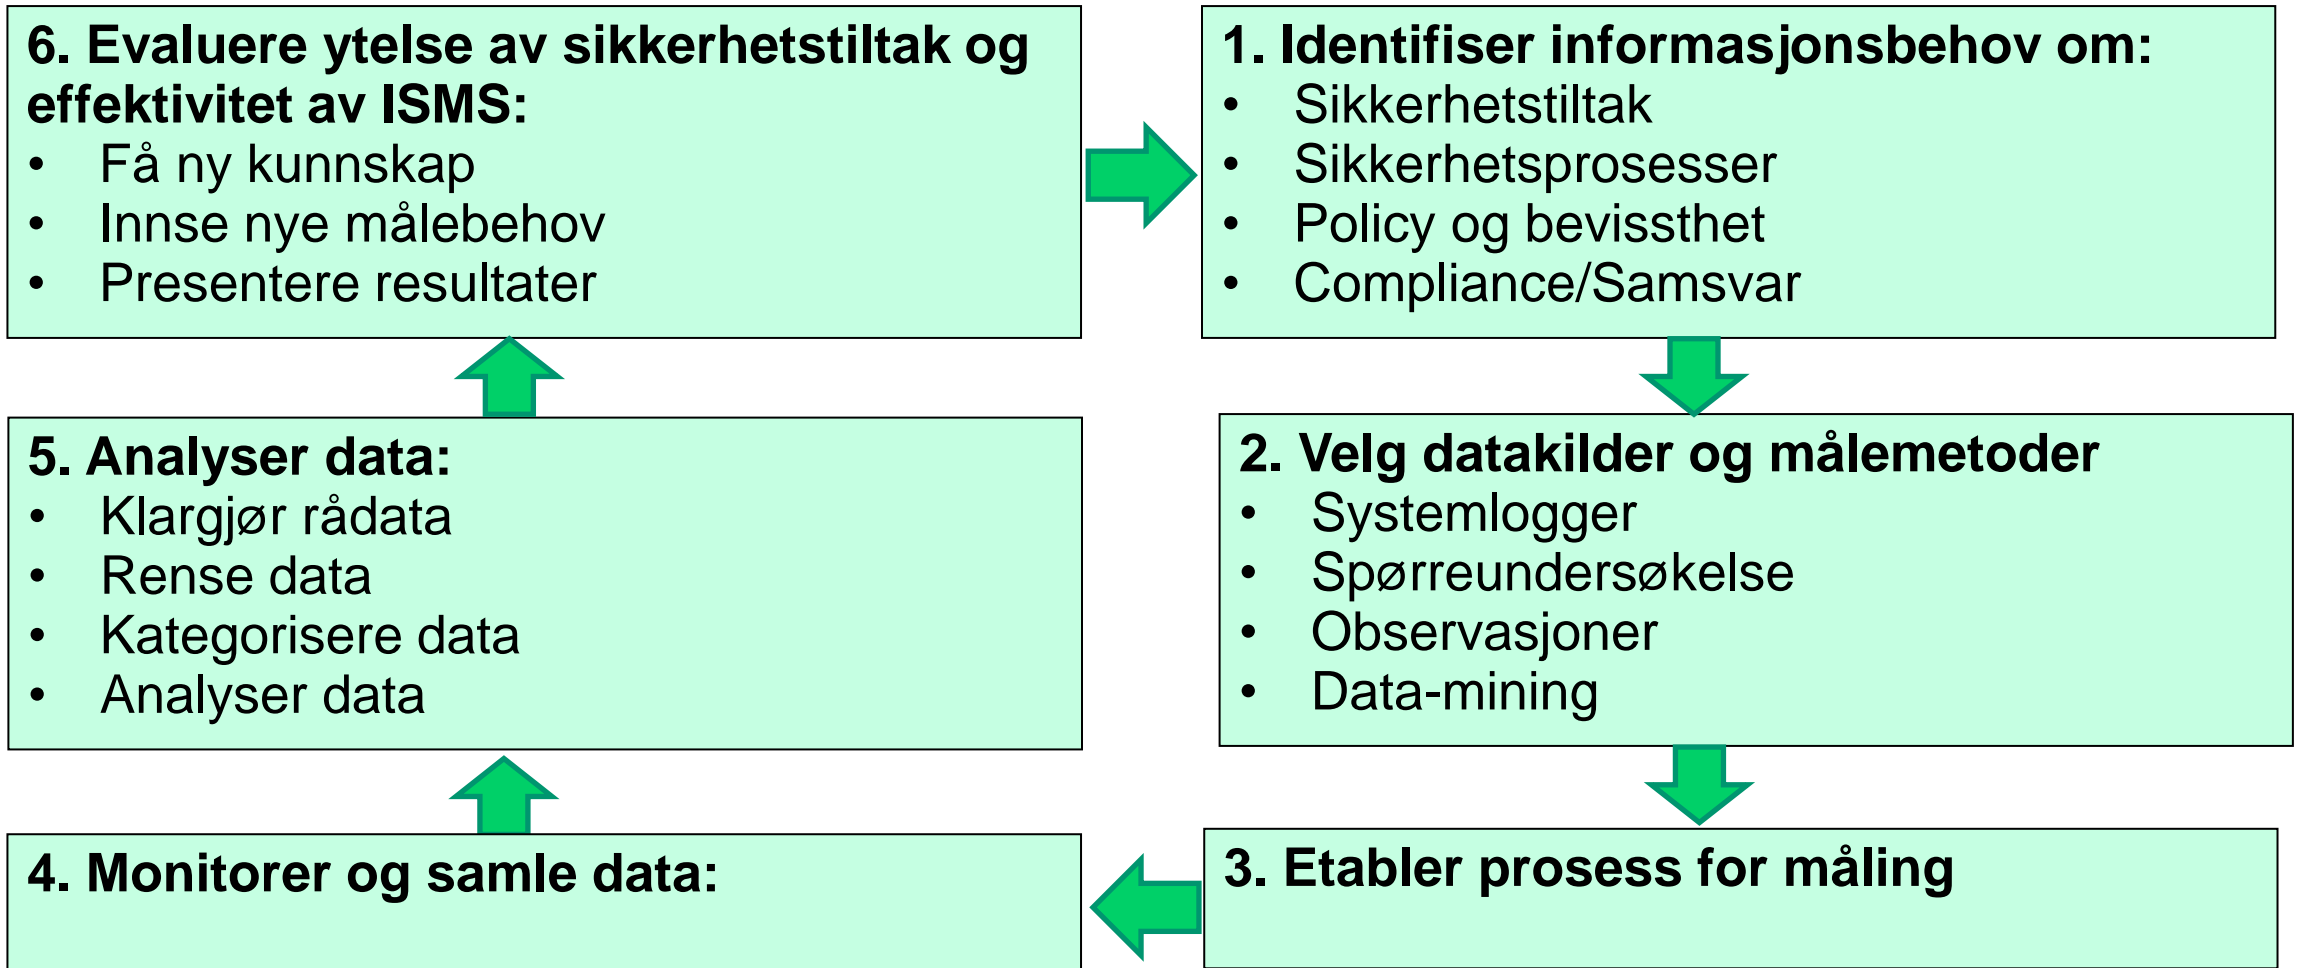 6. Evaluere ytelse av sikkerhetstiltak og
effektivitet av ISMS:
• Få ny kunnskap
• Innse nye målebehov
• Presentere resultater
1. Identifiser informasjonsbehov om:
• Sikkerhetstiltak
• Sikkerhetsprosesser
• Policy og bevissthet
• Compliance/Samsvar
5. Analyser data:
• Klargjør rådata
• Rense data
• Kategorisere data
• Analyser data
2. Velg datakilder og målemetoder
• Systemlogger
• Spørreundersøkelse
• Observasjoner
• Data-mining
4. Monitorer og samle data:
3. Etabler prosess for måling